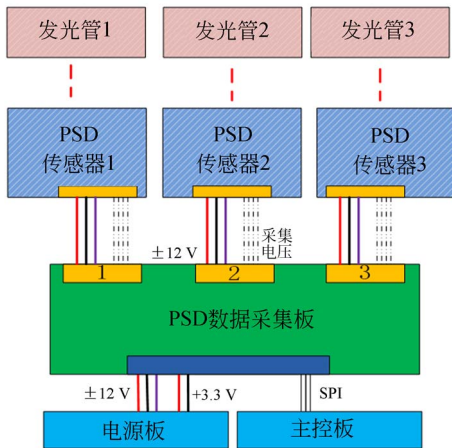 发光管1
发光管2
发光管3
PSD
传感器1
PSD
传感器2
PSD
传感器3
±12 V
采集
电压
1
2
3
PSD数据采集板
±12 V
+3.3 V
SPI
电源板
主控板